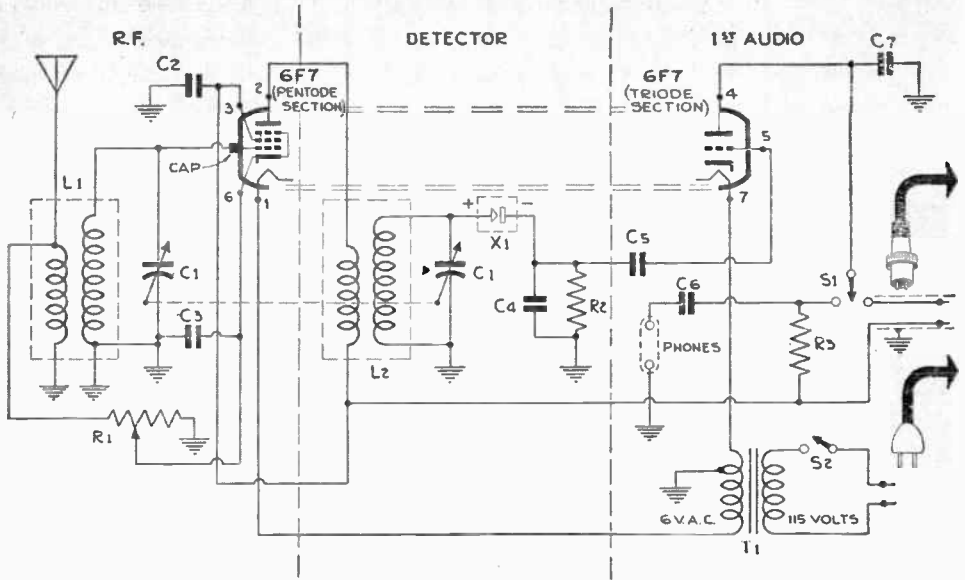 R.F.
DETECTOR
1ST AUDIO
C2
6F7
(PENTODE
SECTION)
6F7
(TRIODE
SECTION)
C7
2
3
4
5
CAP
6
1
7
L1
+
-
X1
C1
C1
C5
S1
C3
C4
R2
C6
PHONES
R3
L2
R1
S2
6 V. A.C.
115 VOLTS
T1